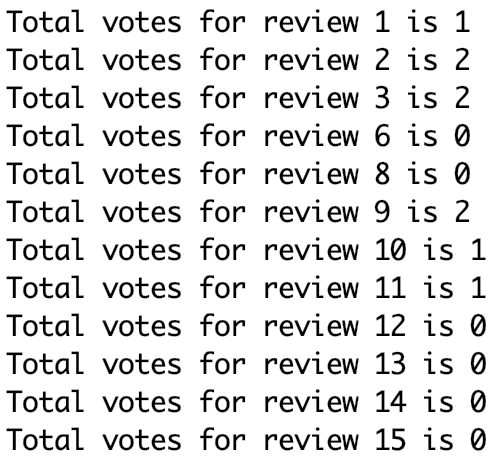 Total votes for review 1 is 1
Total votes for review 2 is 2
Total votes for review 3 is 2
Total votes for review 6 is 0
Total votes for review 8 is 0
Total votes for review 9 is 2
Total votes for review 10 is 1
Total votes for review 11 is 1
Total votes for review 12 is 0
Total votes for review 13 is 0
Total votes for review 14 is 0
Total votes for review 15 is 0